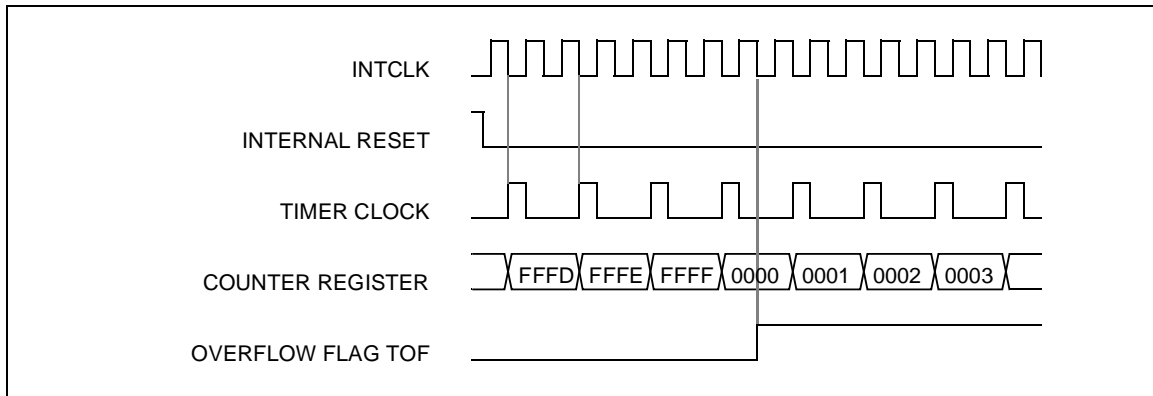 INTCLK
INTERNAL RESET
TIMER CLOCK
COUNTER REGISTER FFFD FFFE FFFF 0000 0001 0002 0003
OVERFLOW FLAG TOF